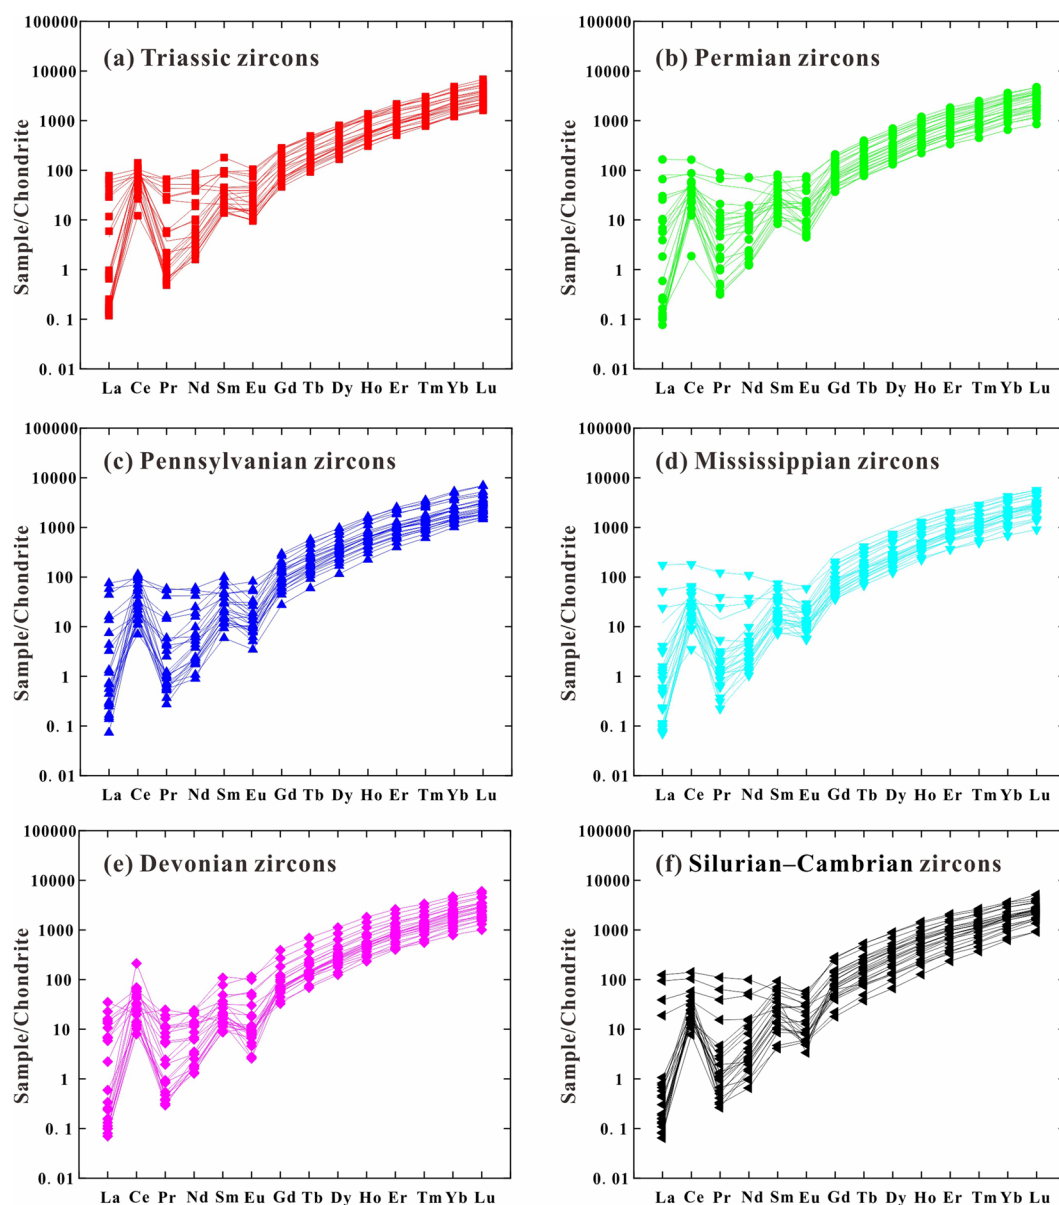 (a) Triassic zircons
Sample/Chondrite
100000
10000
1000
100
10
1
0. 1
0. 01
La Ce Pr Nd Sm Eu Gd Tb Dy Ho Er Tm Yb Lu
(b) Permian zircons
Sample/Chondrite
100000
10000
1000
100
10
1
0. 1
0. 01
La Ce Pr Nd Sm Eu Gd Tb Dy Ho Er Tm Yb Lu
(c) Pennsylvanian zircons
Sample/Chondrite
100000
10000
1000
100
10
1
0. 1
0. 01
La Ce Pr Nd Sm Eu Gd Tb Dy Ho Er Tm Yb Lu
(d) Mississippian zircons
Sample/Chondrite
100000
10000
1000
100
10
1
0. 1
0. 01
La Ce Pr Nd Sm Eu Gd Tb Dy Ho Er Tm Yb Lu
(e) Devonian zircons
Sample/Chondrite
100000
10000
1000
100
10
1
0. 1
0. 01
La Ce Pr Nd Sm Eu Gd Tb Dy Ho Er Tm Yb Lu
(f) Silurian–Cambrian zircons
Sample/Chondrite
100000
10000
1000
100
10
1
0. 1
0. 01
La Ce Pr Nd Sm Eu Gd Tb Dy Ho Er Tm Yb Lu